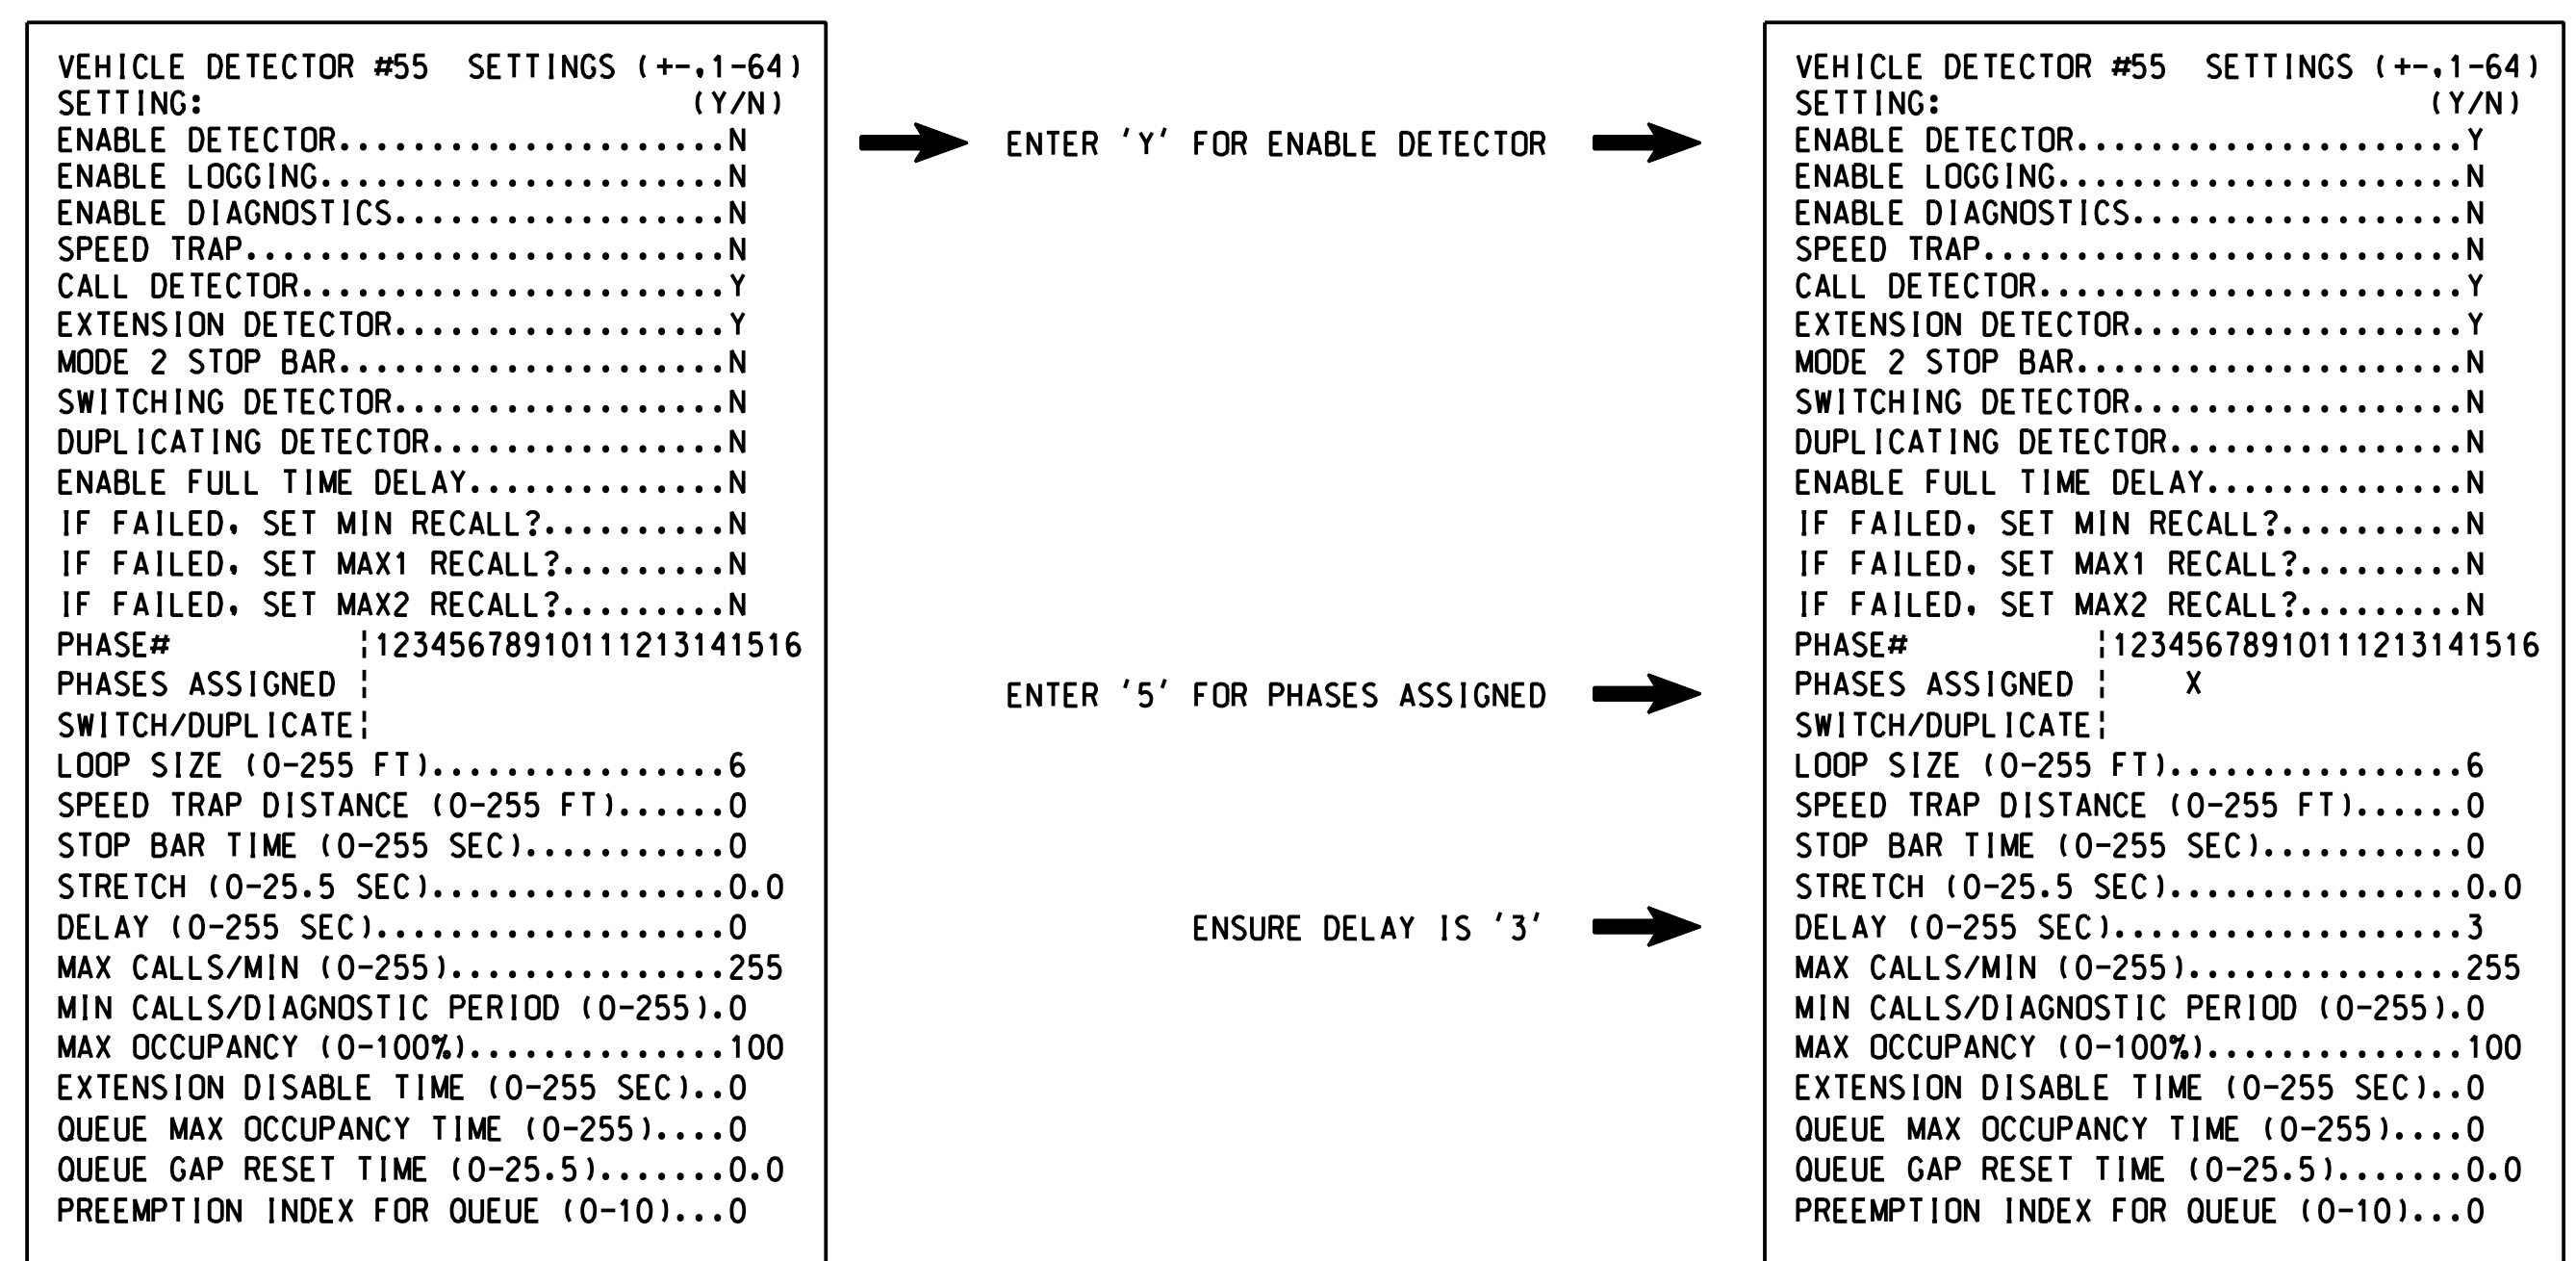 VEHICLE DETECTOR #55  SETTINGS (+-,1-64)
SETTING:                          (Y/N)
ENABLE DETECTOR.....................N
ENABLE LOGGING......................N
ENABLE DIAGNOSTICS..................N
SPEED TRAP..........................N
CALL DETECTOR.......................Y
EXTENSION DETECTOR..................Y
MODE 2 STOP BAR.....................N
SWITCHING DETECTOR..................N
DUPLICATING DETECTOR................N
ENABLE FULL TIME DELAY..............N
IF FAILED, SET MIN RECALL?..........N
IF FAILED, SET MAX1 RECALL?.........N
IF FAILED, SET MAX2 RECALL?.........N
PHASE#          ¦12345678910111213141516
PHASES ASSIGNED ¦
SWITCH/DUPLICATE¦
LOOP SIZE (0-255 FT)................6
SPEED TRAP DISTANCE (0-255 FT)......0
STOP BAR TIME (0-255 SEC)...........0
STRETCH (0-25.5 SEC)................0.0
DELAY (0-255 SEC)...................0
MAX CALLS/MIN (0-255)...............255
MIN CALLS/DIAGNOSTIC PERIOD (0-255).0
MAX OCCUPANCY (0-100%)..............100
EXTENSION DISABLE TIME (0-255 SEC)..0
QUEUE MAX OCCUPANCY TIME (0-255)....0
QUEUE GAP RESET TIME (0-25.5).......0.0
PREEMPTION INDEX FOR QUEUE (0-10)...0
ENTER 'Y' FOR ENABLE DETECTOR
ENTER '5' FOR PHASES ASSIGNED
ENSURE DELAY IS '3'
VEHICLE DETECTOR #55  SETTINGS (+-,1-64)
SETTING:                          (Y/N)
ENABLE DETECTOR.....................Y
ENABLE LOGGING......................N
ENABLE DIAGNOSTICS..................N
SPEED TRAP..........................N
CALL DETECTOR.......................Y
EXTENSION DETECTOR..................Y
MODE 2 STOP BAR.....................N
SWITCHING DETECTOR..................N
DUPLICATING DETECTOR................N
ENABLE FULL TIME DELAY..............N
IF FAILED, SET MIN RECALL?..........N
IF FAILED, SET MAX1 RECALL?.........N
IF FAILED, SET MAX2 RECALL?.........N
PHASE#          ¦12345678910111213141516
PHASES ASSIGNED ¦    X
SWITCH/DUPLICATE¦
LOOP SIZE (0-255 FT)................6
SPEED TRAP DISTANCE (0-255 FT)......0
STOP BAR TIME (0-255 SEC)...........0
STRETCH (0-25.5 SEC)................0.0
DELAY (0-255 SEC)...................3
MAX CALLS/MIN (0-255)...............255
MIN CALLS/DIAGNOSTIC PERIOD (0-255).0
MAX OCCUPANCY (0-100%)..............100
EXTENSION DISABLE TIME (0-255 SEC)..0
QUEUE MAX OCCUPANCY TIME (0-255)....0
QUEUE GAP RESET TIME (0-25.5).......0.0
PREEMPTION INDEX FOR QUEUE (0-10)...0